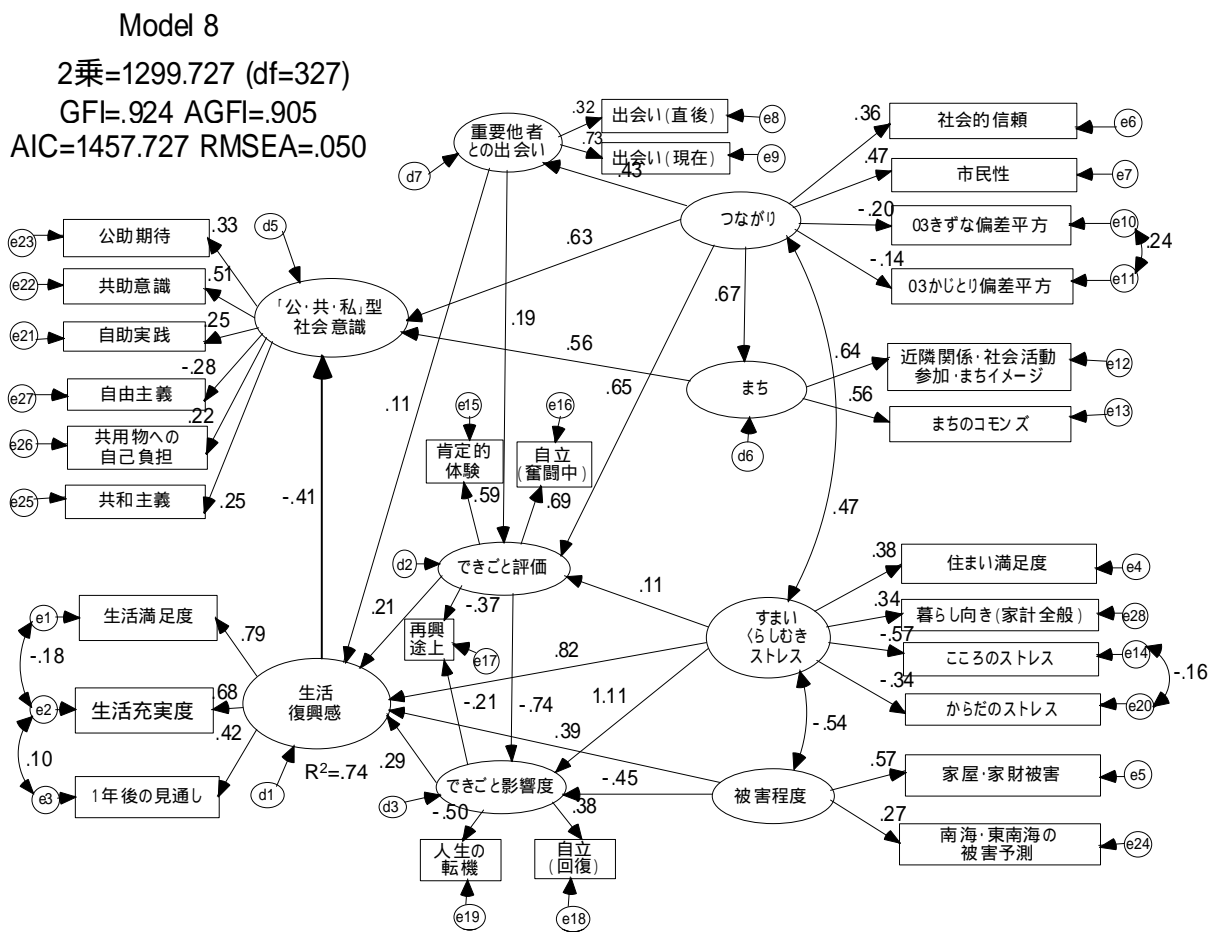 Model 8
2乗=1299.727 (df=327)
GFI=.924 AGFI=.905
AIC=1457.727 RMSEA=.050
重要他者
との出会い
d7
.32
出会い(直後)
e8
.73
出会い(現在)
e9
.43
.36
社会的信頼
e6
.47
市民性
e7
つながり
-.20
03きずな偏差平方
e10
-.14
03かじとり偏差平方
e11
.24
e23
公助期待
.33
d5
e22
共助意識
.51
e21
自助実践
.25
「公・共・私」型
社会意識
e27
自由主義
-.28
e26
共用物への
自己負担
.22
e25
共和主義
.25
.63
.19
.67
.56
.11
.65
まち
d6
.64
近隣関係・社会活動
参加・まちイメージ
e12
.56
まちのコモンズ
e13
e15
e16
肯定的
体験
自立
(奮闘中)
.59
.69
-.41
.47
d2
できごと評価
.11
.21
-.37
再興
途上
e17
すまい
くらしむき
ストレス
.38
住まい満足度
e4
.34
暮らし向き(家計全般)
e28
-.57
こころのストレス
e14
-.34
からだのストレス
e20
-.16
e1
生活満足度
.79
-.18
e2
生活充実度
.68
生活
復興感
.42
.10
e3
1年後の見通し
d1
R²=.74
.82
-.21
-.74
1.11
.39
-.54
.29
できごと影響度
d3
-.45
被害程度
.57
家屋・家財被害
e5
.27
南海・東南海の
被害予測
e24
-.50
.38
人生の
転機
自立
(回復)
e19
e18